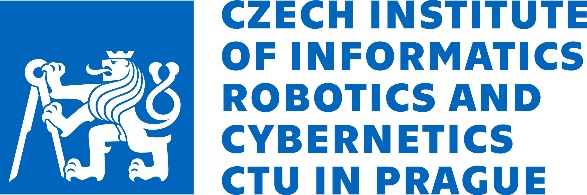 CZECH INSTITUTE
OF INFORMATICS
ROBOTICS AND
CYBERNETICS
CTU IN PRAGUE